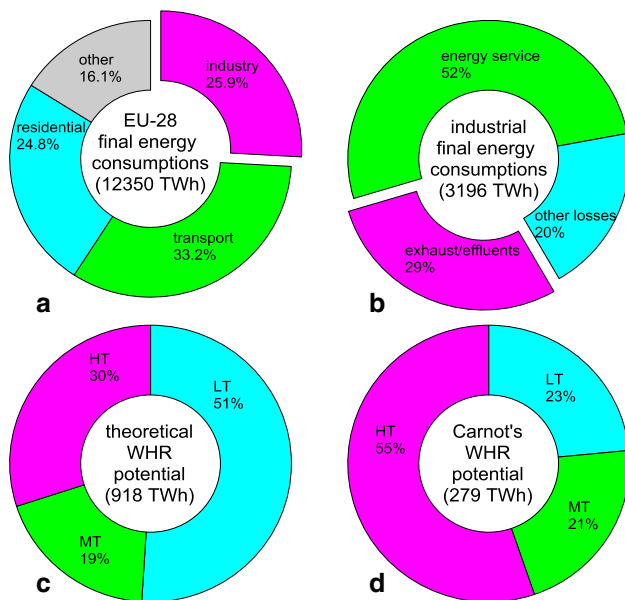 other
16.1%
industry
25.9%
residential
24.8%
EU-28
final energy
consumptions
(12350 TWh)
transport
33.2%
a
energy service
52%
industrial
final energy
consumptions
(3196 TWh)
other losses
20%
exhaust/effluents
29%
b
HT
30%
LT
51%
theoretical
WHR
potential
(918 TWh)
MT
19%
c
LT
23%
HT
55%
Carnot's
WHR
potential
(279 TWh)
MT
21%
d